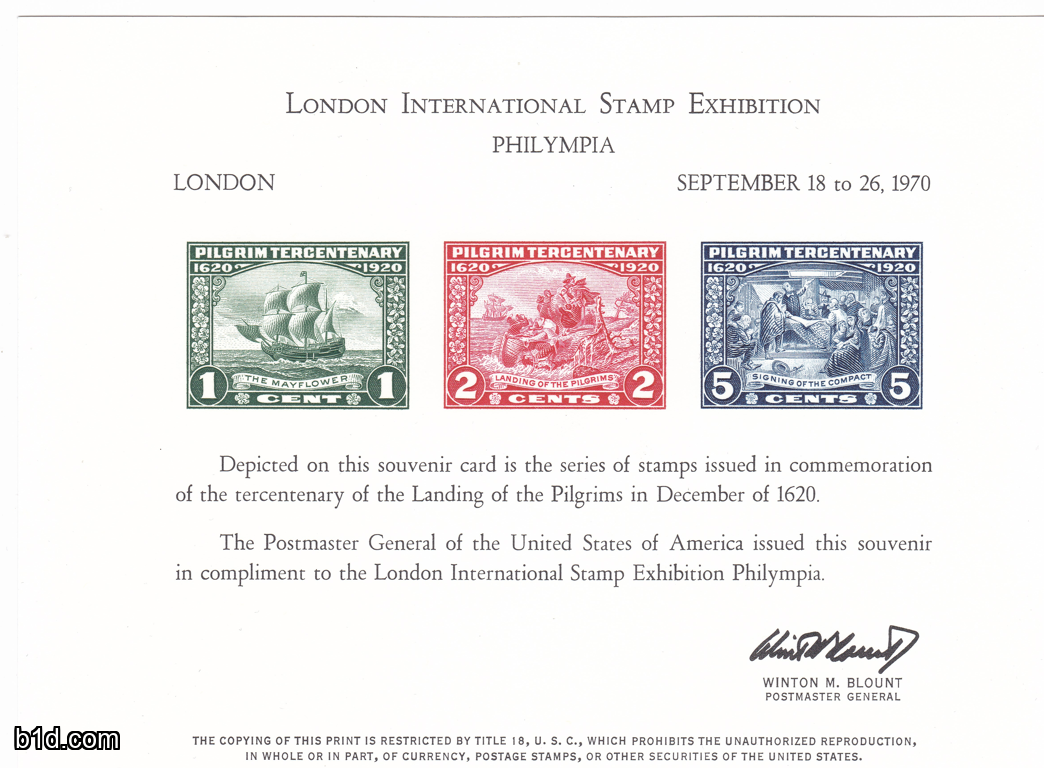 London International Stamp Exhibition
PHILYMPIA
LONDON
SEPTEMBER 18 to 26, 1970
PILGRIM TERCENTENARY
1620 1920
THE MAYFLOWER
1 CENT 1
PILGRIM TERCENTENARY
1620 1920
LANDING OF THE PILGRIMS
2 CENTS 2
PILGRIM TERCENTENARY
1620 1920
SIGNING OF THE COMPACT
5 CENTS 5
Depicted on this souvenir card is the series of stamps issued in commemoration
of the tercentenary of the Landing of the Pilgrims in December of 1620.
The Postmaster General of the United States of America issued this souvenir
in compliment to the London International Stamp Exhibition Philympia.
Wint M Blount
WINTON M. BLOUNT
POSTMASTER GENERAL
THE COPYING OF THIS PRINT IS RESTRICTED BY TITLE 18, U. S. C., WHICH PROHIBITS THE UNAUTHORIZED REPRODUCTION,
IN WHOLE OR IN PART, OF CURRENCY, POSTAGE STAMPS, OR OTHER SECURITIES OF THE UNITED STATES.
b1d.com